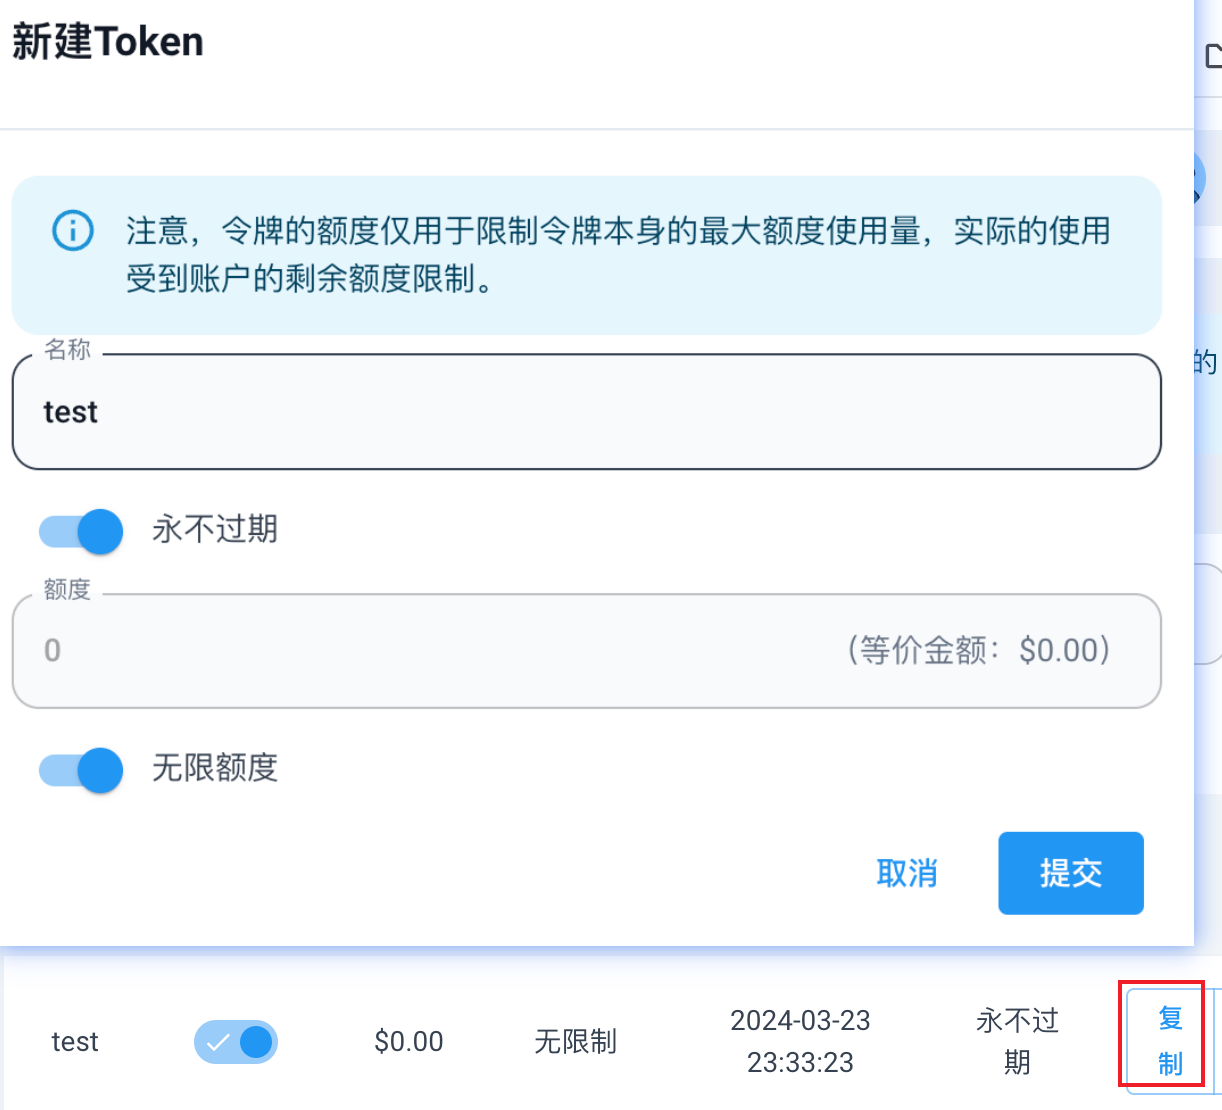 新建Token
注意，令牌的额度仅用于限制令牌本身的最大额度使用量，实际的使用
受到账户的剩余额度限制。
名称
的
test
永不过期
额度
0 （等价金额：$0.00）
无限额度
取消 提交
test $0.00 无限制 2024-03-23 23:33:23 永不过期 复制